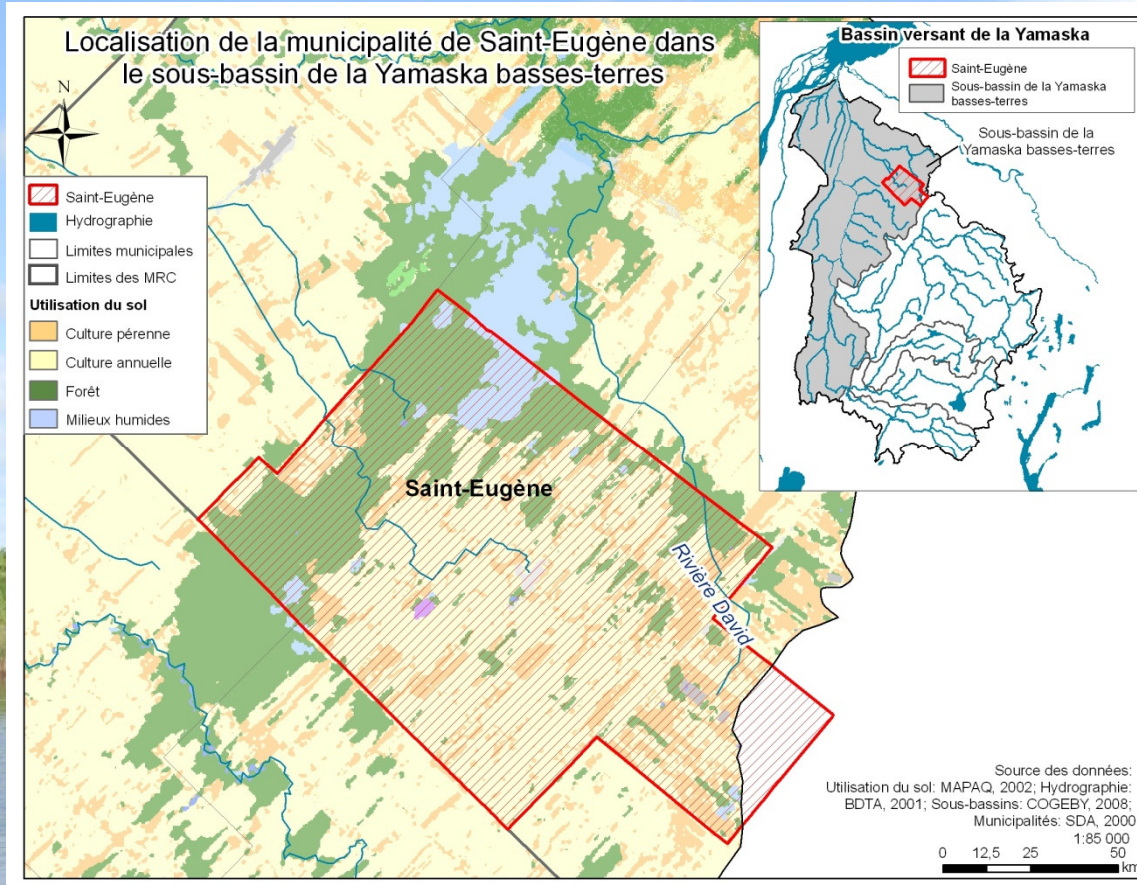 Localisation de la municipalité de Saint-Eugène dans
le sous-bassin de la Yamaska basses-terres
N
Saint-Eugène
Hydrographie
Limites municipales
Limites des MRC
Utilisation du sol
Culture pérenne
Culture annuelle
Forêt
Milieux humides
Bassin versant de la Yamaska
Saint-Eugène
Sous-bassin de la Yamaska
basses-terres
Sous-bassin de la
Yamaska basses-terres
Saint-Eugène
Rivière David
Source des données:
Utilisation du sol: MAPAQ, 2002; Hydrographie:
BDTA, 2001; Sous-bassins: COGEBY, 2008;
Municipalités: SDA, 2000
1:85 000
0 12,5 25 50
km